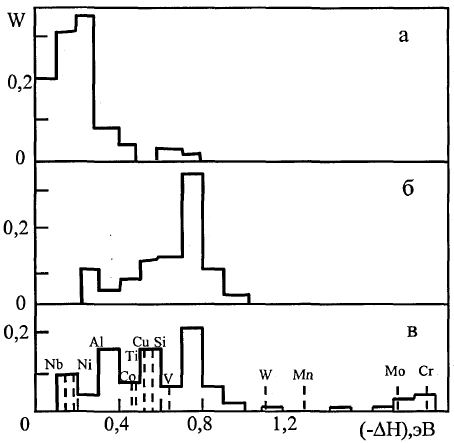 W
а
0,2
0
б
0,2
0
0,2
в
Cu Si
Al
Ti
Nb Ni
Co V W Mn Mo Cr
0 0,4 0,8 1,2 (-ΔH),эВ